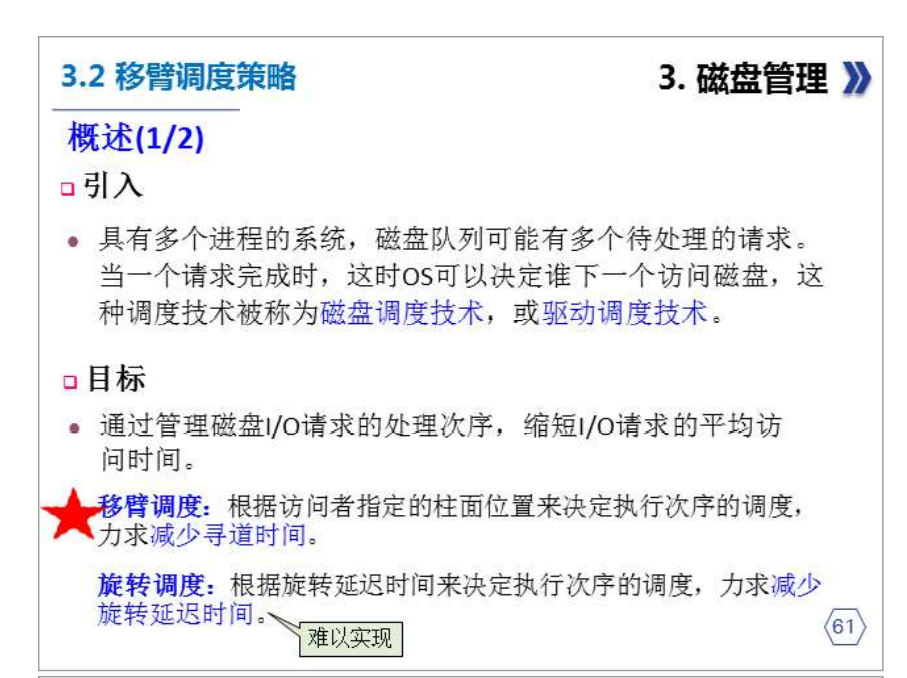 3.2 移臂调度策略
3. 磁盘管理
概述(1/2)
引入
具有多个进程的系统，磁盘队列可能有多个待处理的请求。
当一个请求完成时，这时OS可以决定谁下一个访问磁盘，这
种调度技术被称为磁盘调度技术，或驱动调度技术。
目标
通过管理磁盘I/O请求的处理次序，缩短I/O请求的平均访
问时间。
移臂调度：根据访问者指定的柱面位置来决定执行次序的调度，
力求减少寻道时间。
旋转调度：根据旋转延迟时间来决定执行次序的调度，力求减少
旋转延迟时间。
难以实现
61